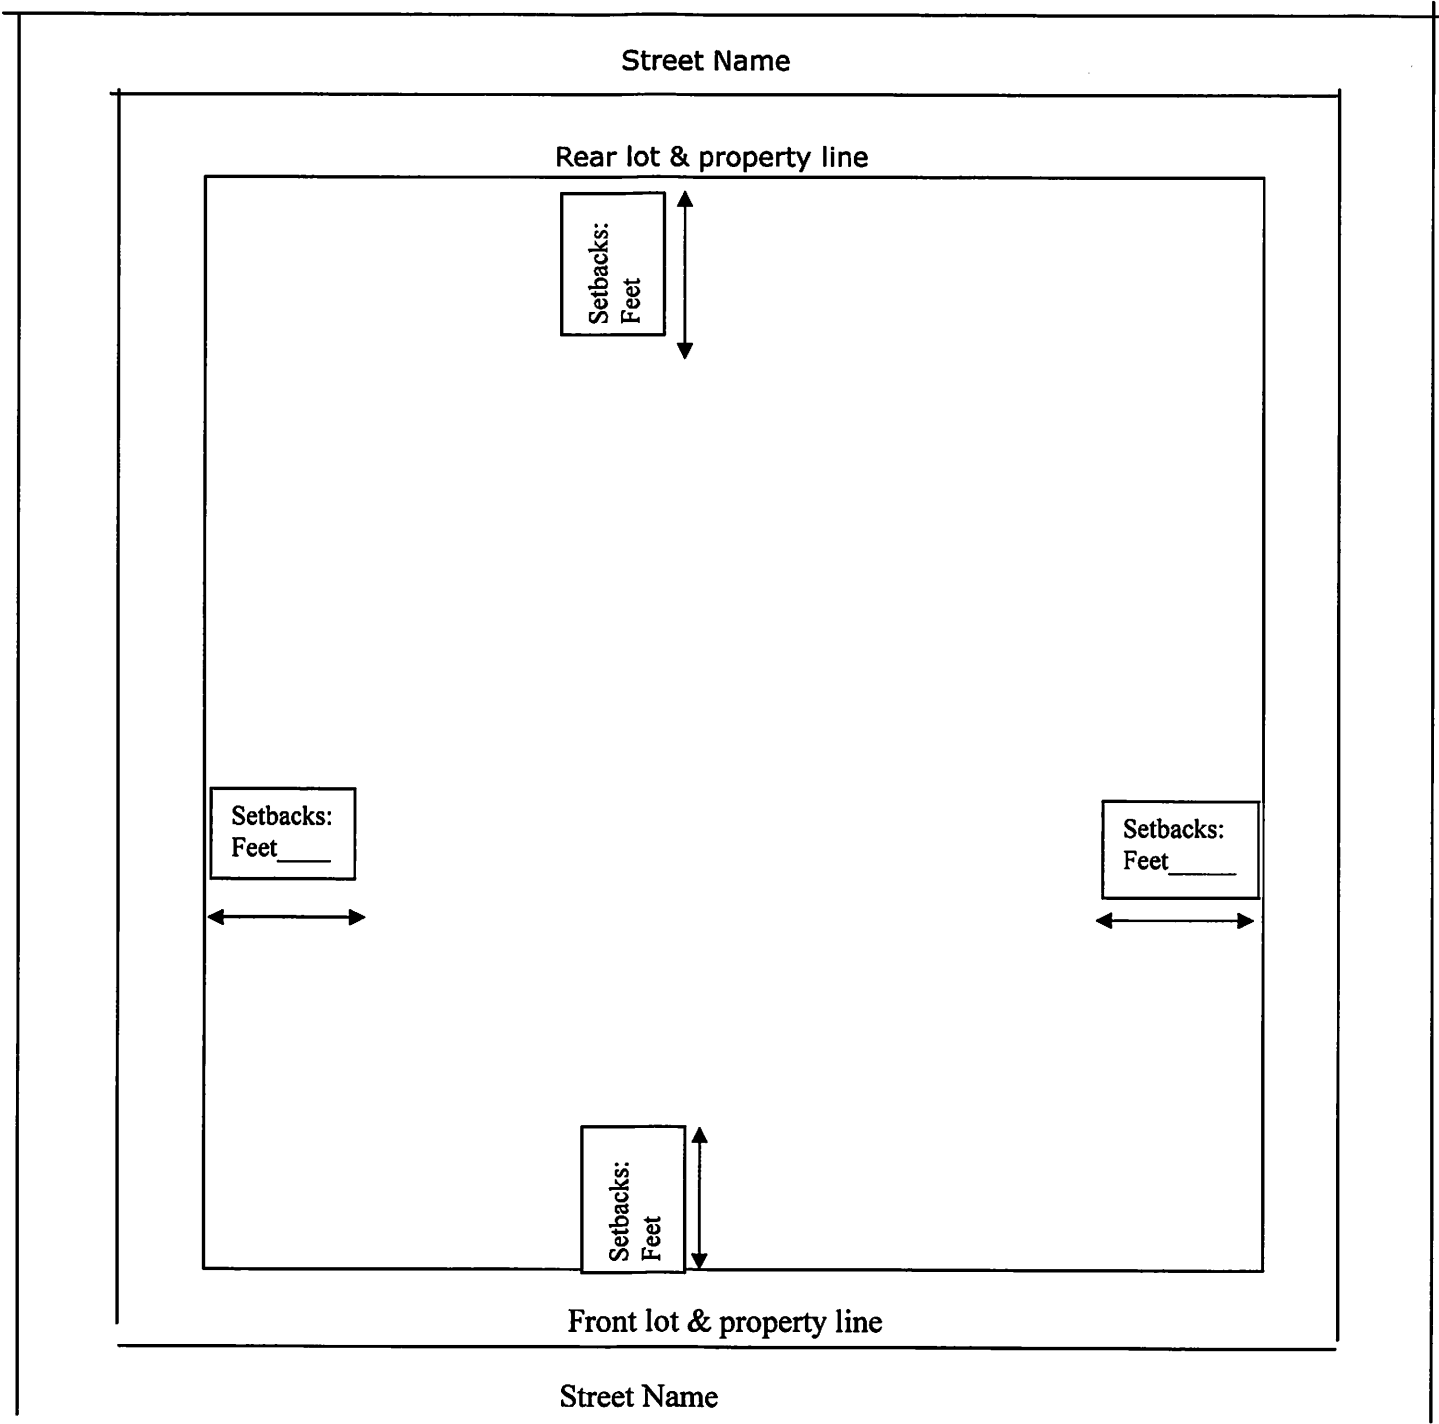 Street Name
Rear lot & property line
Setbacks:
Feet
Setbacks:
Feet____
Setbacks:
Feet_____
Setbacks:
Feet
Front lot & property line
Street Name